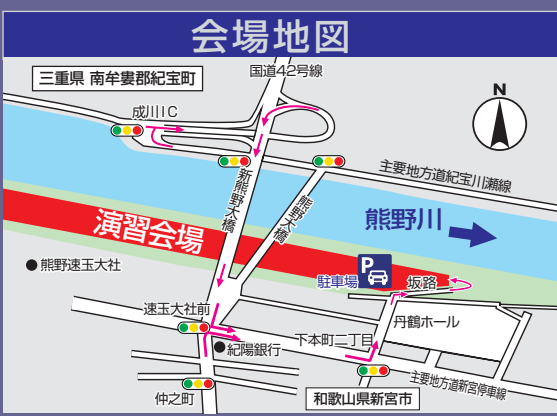 会場地図
三重県 南牟婁郡紀宝町
国道42号線
成川IC
N
主要地方道紀宝川瀬線
新熊野大橋
熊野大橋
熊野川
演習会場
熊野速玉大社
P
駐車場
坂路
速玉大社前
丹鶴ホール
紀陽銀行
下本町二丁目
主要地方道新宮停車線
仲之町
和歌山県新宮市